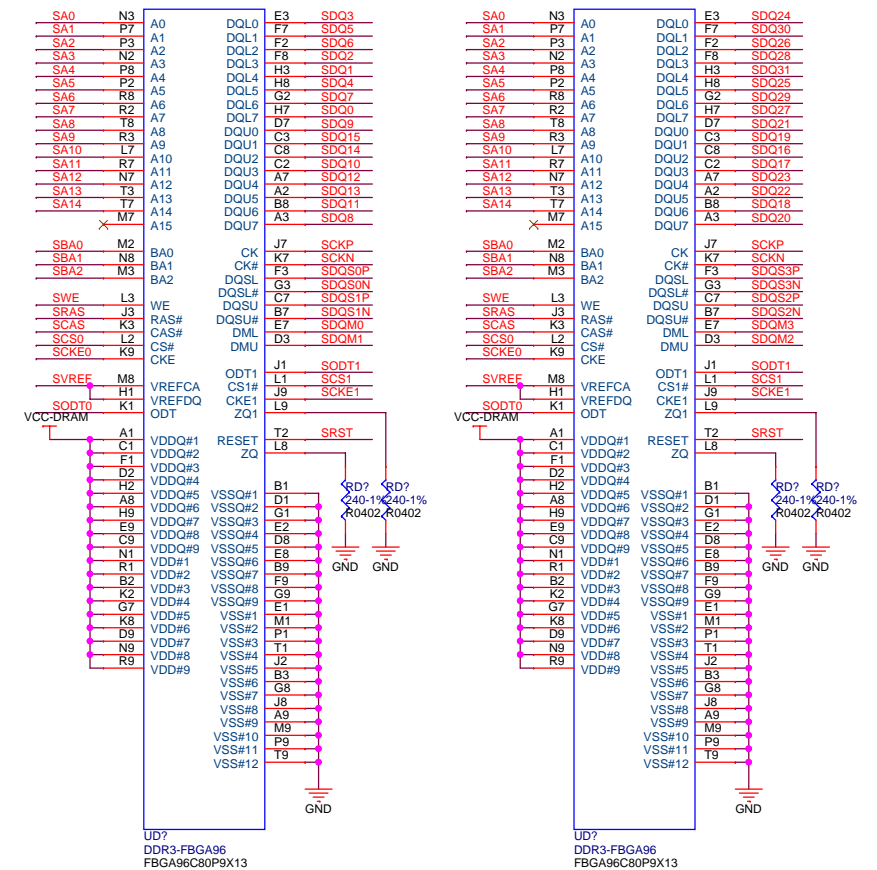 SA0 N3 A0 DQL0 E3 SDQ3
SA1 P7 A1 DQL1 F7 SDQ5
SA2 P3 A2 DQL2 F2 SDQ6
SA3 N2 A3 DQL3 F8 SDQ2
SA4 P8 A4 DQL4 H3 SDQ1
SA5 P2 A5 DQL5 H8 SDQ4
SA6 R8 A6 DQL6 G2 SDQ7
SA7 R2 A7 DQL7 H7 SDQ0
SA8 T8 A8 DQU0 D7 SDQ9
SA9 R3 A9 DQU1 C3 SDQ15
SA10 L7 A10 DQU2 C8 SDQ14
SA11 R7 A11 DQU3 C2 SDQ10
SA12 N7 A12 DQU4 A7 SDQ12
SA13 T3 A13 DQU5 A2 SDQ13
SA14 T7 A14 DQU6 B8 SDQ11
M7 A15 DQU7 A3 SDQ8
SBA0 M2 BA0 CK J7 SCKP
SBA1 N8 BA1 CK# K7 SCKN
SBA2 M3 BA2 DQSL F3 SDQS0P
DQSL# G3 SDQS0N
SWE L3 WE DQSU C7 SDQS1P
SRAS J3 RAS# DQSU# B7 SDQS1N
SCAS K3 CAS# DML E7 SDQM0
SCS0 L2 CS# DMU D3 SDQM1
SCKE0 K9 CKE
ODT1 J1 SODT1
SVREF M8 VREFCA CS1# L1 SCS1
H1 VREFDQ CKE1 J9 SCKE1
SODT0 K1 ODT ZQ1 L9
VCC-DRAM
A1 VDDQ#1 RESET T2 SRST
C1 VDDQ#2 ZQ L8
F1 VDDQ#3
D2 VDDQ#4
H2 VDDQ#5 VSSQ#1 B1
A8 VDDQ#6 VSSQ#2 D1
H9 VDDQ#7 VSSQ#3 G1
E9 VDDQ#8 VSSQ#4 E2
C9 VDDQ#9 VSSQ#5 D8
N1 VDD#1 VSSQ#6 E8
R1 VDD#2 VSSQ#7 B9
B2 VDD#3 VSSQ#8 F9
K2 VDD#4 VSSQ#9 G9
G7 VDD#5 VSS#1 E1
K8 VDD#6 VSS#2 M1
D9 VDD#7 VSS#3 P1
N9 VDD#8 VSS#4 T1
R9 VDD#9 VSS#5 J2
VSS#6 B3
VSS#7 G8
VSS#8 J8
VSS#9 A9
VSS#10 M9
VSS#11 P9
VSS#12 T9
RD? RD?
240-1% 240-1%
R0402 R0402
GND GND
GND
UD?
DDR3-FBGA96
FBGA96C80P9X13
SA0 N3 A0 DQL0 E3 SDQ24
SA1 P7 A1 DQL1 F7 SDQ30
SA2 P3 A2 DQL2 F2 SDQ26
SA3 N2 A3 DQL3 F8 SDQ28
SA4 P8 A4 DQL4 H3 SDQ31
SA5 P2 A5 DQL5 H8 SDQ25
SA6 R8 A6 DQL6 G2 SDQ29
SA7 R2 A7 DQL7 H7 SDQ27
SA8 T8 A8 DQU0 D7 SDQ21
SA9 R3 A9 DQU1 C3 SDQ19
SA10 L7 A10 DQU2 C8 SDQ16
SA11 R7 A11 DQU3 C2 SDQ17
SA12 N7 A12 DQU4 A7 SDQ23
SA13 T3 A13 DQU5 A2 SDQ22
SA14 T7 A14 DQU6 B8 SDQ18
M7 A15 DQU7 A3 SDQ20
SBA0 M2 BA0 CK J7 SCKP
SBA1 N8 BA1 CK# K7 SCKN
SBA2 M3 BA2 DQSL F3 SDQS3P
DQSL# G3 SDQS3N
SWE L3 WE DQSU C7 SDQS2P
SRAS J3 RAS# DQSU# B7 SDQS2N
SCAS K3 CAS# DML E7 SDQM3
SCS0 L2 CS# DMU D3 SDQM2
SCKE0 K9 CKE
ODT1 J1 SODT1
SVREF M8 VREFCA CS1# L1 SCS1
H1 VREFDQ CKE1 J9 SCKE1
SODT0 K1 ODT ZQ1 L9
VCC-DRAM
A1 VDDQ#1 RESET T2 SRST
C1 VDDQ#2 ZQ L8
F1 VDDQ#3
D2 VDDQ#4
H2 VDDQ#5 VSSQ#1 B1
A8 VDDQ#6 VSSQ#2 D1
H9 VDDQ#7 VSSQ#3 G1
E9 VDDQ#8 VSSQ#4 E2
C9 VDDQ#9 VSSQ#5 D8
N1 VDD#1 VSSQ#6 E8
R1 VDD#2 VSSQ#7 B9
B2 VDD#3 VSSQ#8 F9
K2 VDD#4 VSSQ#9 G9
G7 VDD#5 VSS#1 E1
K8 VDD#6 VSS#2 M1
D9 VDD#7 VSS#3 P1
N9 VDD#8 VSS#4 T1
R9 VDD#9 VSS#5 J2
VSS#6 B3
VSS#7 G8
VSS#8 J8
VSS#9 A9
VSS#10 M9
VSS#11 P9
VSS#12 T9
RD? RD?
240-1% 240-1%
R0402 R0402
GND GND
GND
UD?
DDR3-FBGA96
FBGA96C80P9X13